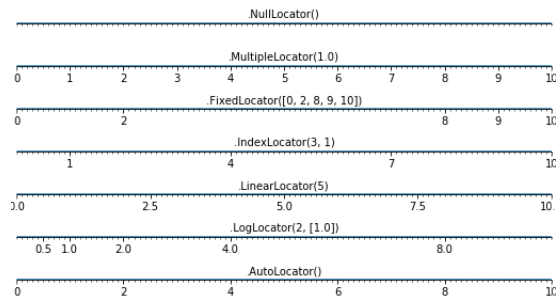 .NullLocator()
.MultipleLocator(1.0)
0 1 2 3 4 5 6 7 8 9 10
.FixedLocator([0, 2, 8, 9, 10])
0 2 8 9 10
.IndexLocator(3, 1)
1 4 7 10
.LinearLocator(5)
0.0 2.5 5.0 7.5 10.
.LogLocator(2, [1.0])
0.5 1.0 2.0 4.0 8.0
.AutoLocator()
0 2 4 6 8 10